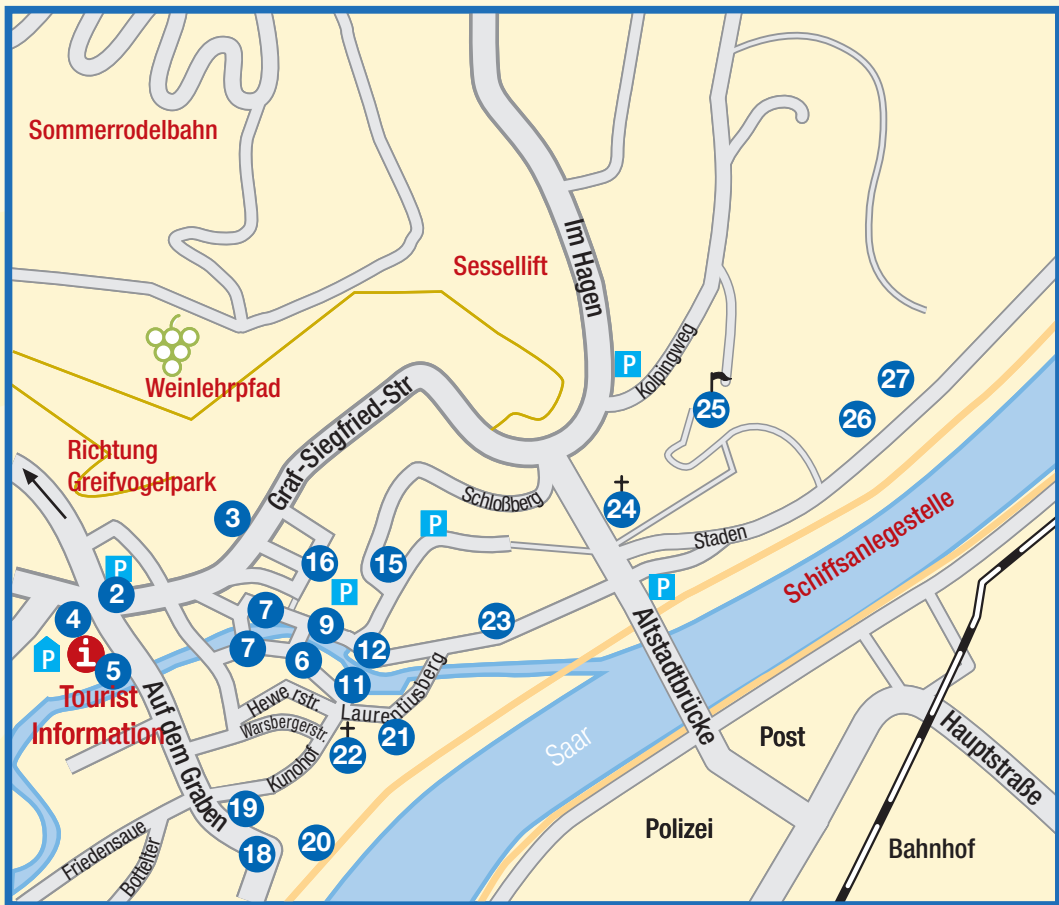 Sommerrodelbahn
Sessellift
Im Hagen
Weinlehrpfad
Kolpingweg
27
25
26
Graf-Siegfried-Str
Richtung
Greifvogelpark
Schloßberg
3
24
P
P
Staden
Schiffsanlegestelle
16
15
P
2
P
P
7
4
9
23
i
P
7
6
12
5
11
Altstadtbrücke
Tourist
Information
Auf dem Graben
Hewe rstr.
Laurentiusberg
Warsbergerstr.
22
21
Saar
Post
Hauptstraße
Kunohof
19
Friedensaue
Bottelter
18
20
Polizei
Bahnhof